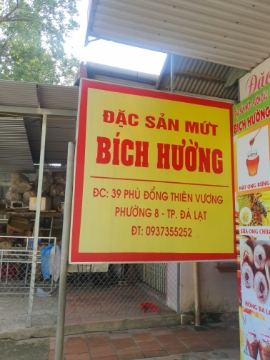 ĐẶC SẢN MỨT
BÍCH HƯỜNG
ĐC: 39 PHÙ ĐỔNG THIÊN VƯƠNG
PHƯỜNG 8 - TP. ĐÀ LẠT
ĐT: 0937355252
Đặc
BÍCH HƯỜNG